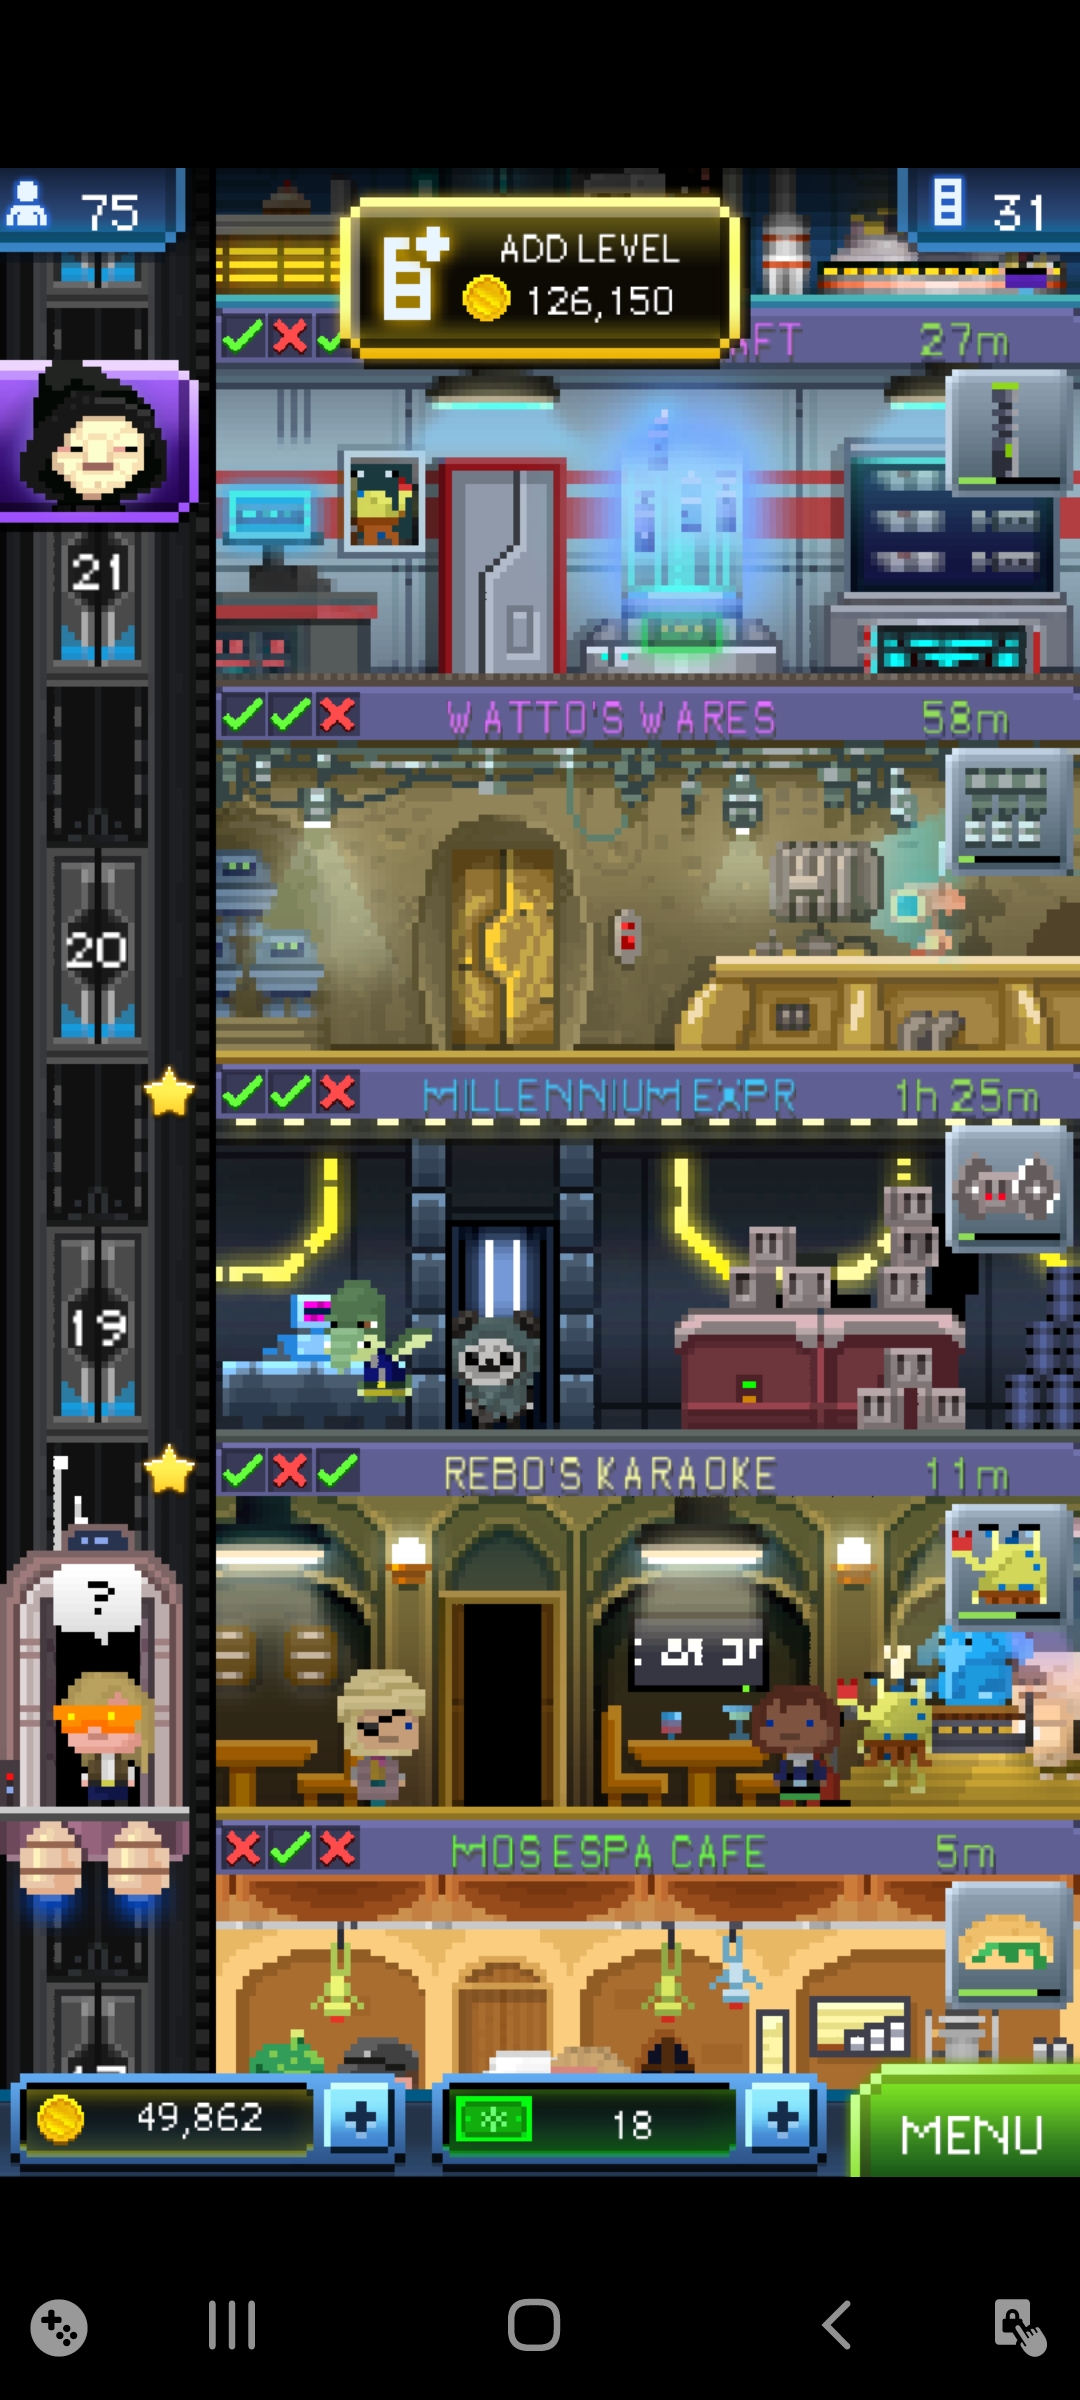 75
31
ADD LEVEL
126,150
27m
21
WATTO'S WARES
58m
20
MILLENNIUM EXPR
1h 25m
19
REBO'S KARAOKE
11m
?
MOS ESPA CAFE
5m
49,862
18
MENU